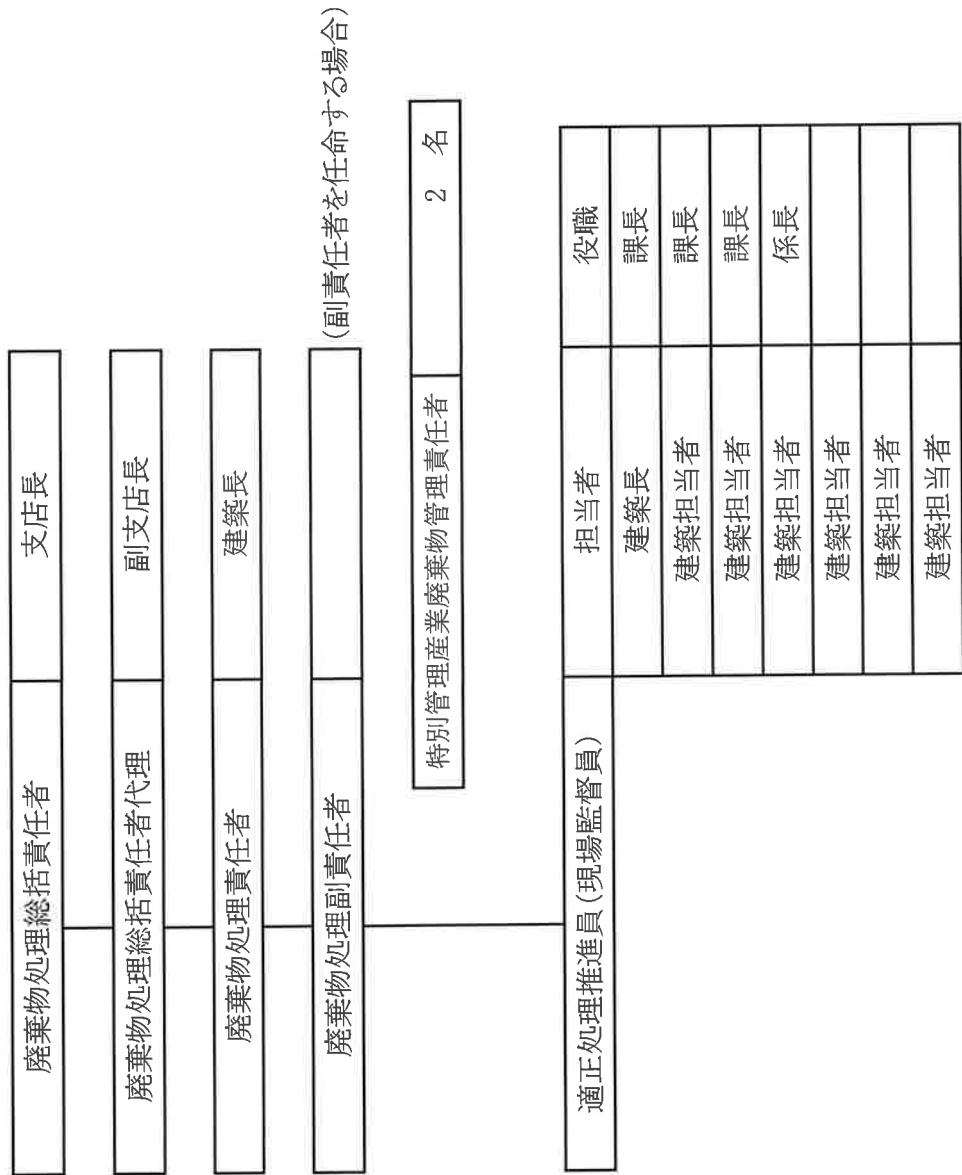 廃棄物処理総括責任者 支店長
廃棄物処理総括責任者代理 副支店長
廃棄物処理責任者 建築長
廃棄物処理副責任者 (副責任者を任命する場合)
特別管理産業廃棄物管理責任者 2 名
適正処理推進員(現場監督員) 担当者 役職
建築長 課長
建築担当者 課長
建築担当者 課長
建築担当者 係長
建築担当者
建築担当者
建築担当者